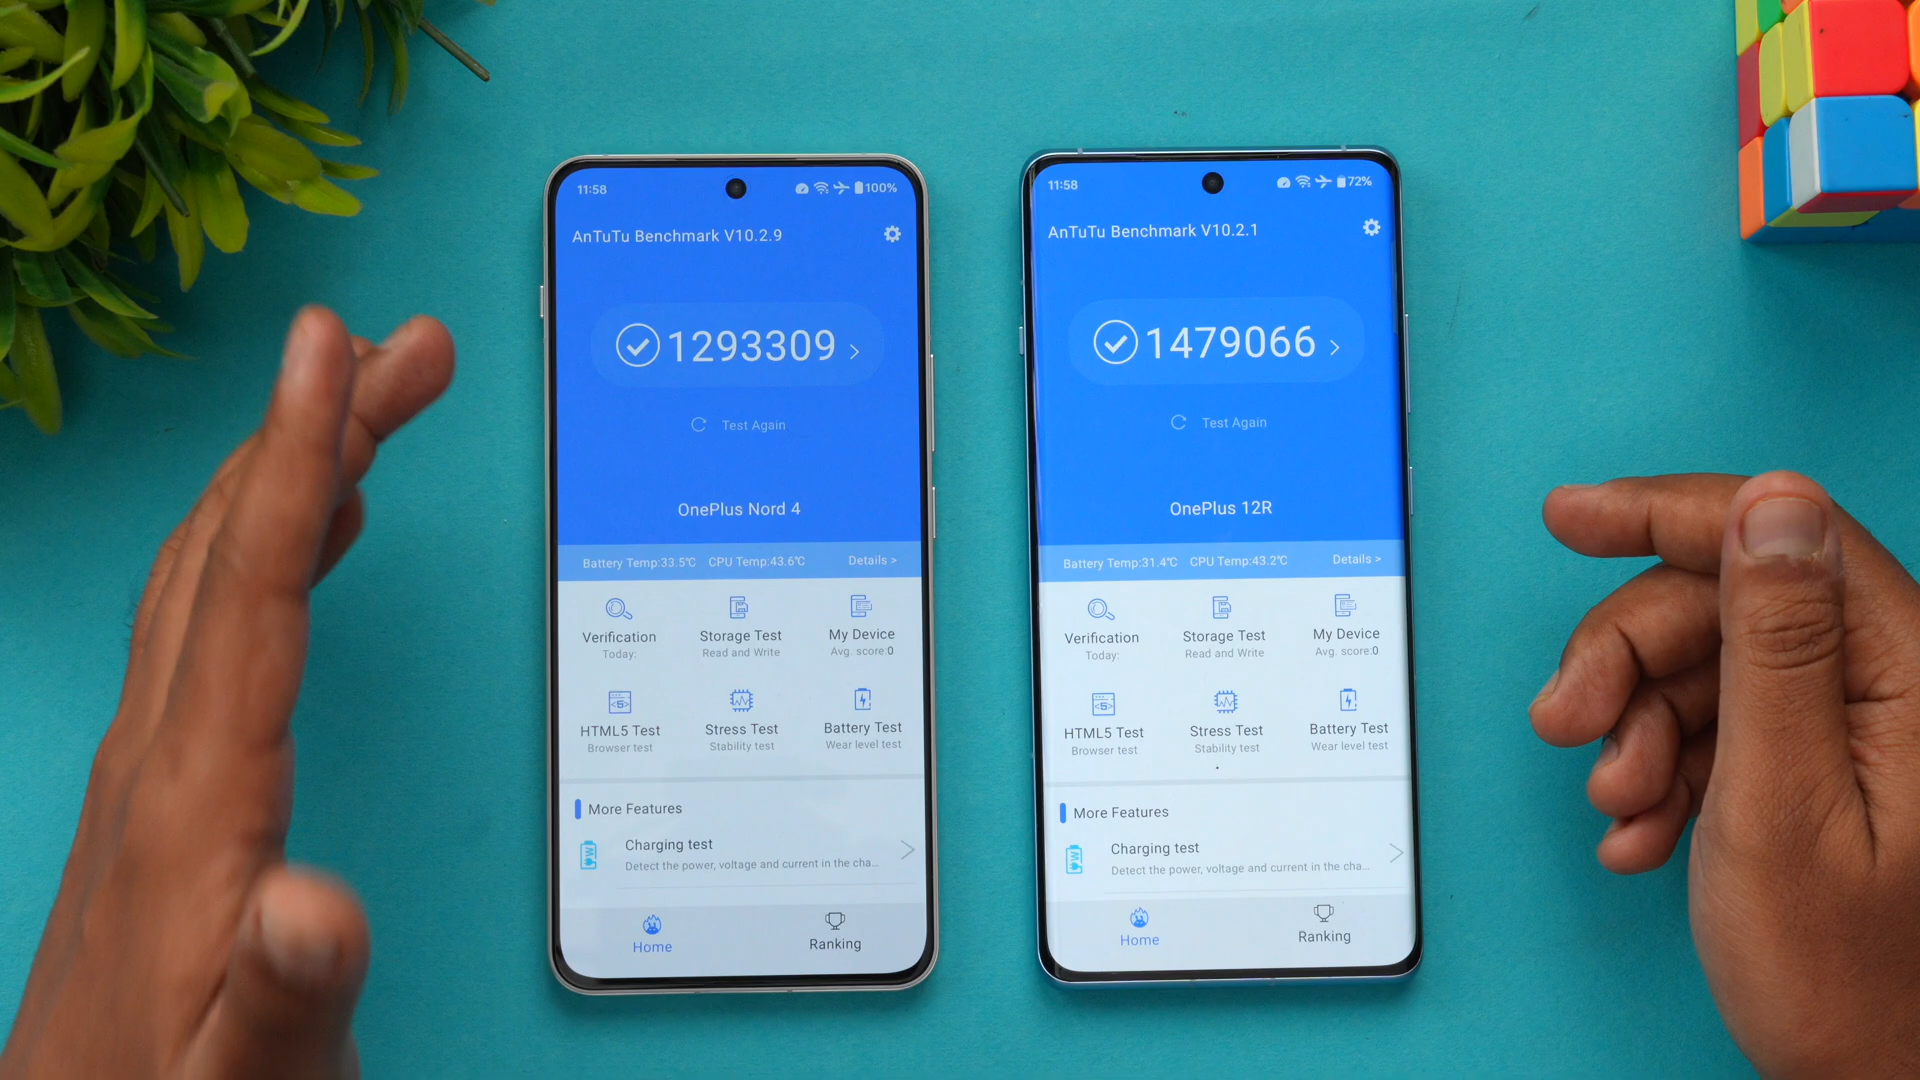 11:58
100%
AnTuTu Benchmark V10.2.9
1293309
Test Again
OnePlus Nord 4
Battery Temp:33.5℃ CPU Temp:43.6℃ Details >
Verification Storage Test My Device
Today: Read and Write Avg. score:0
HTML5 Test Stress Test Battery Test
Browser test Stability test Wear level test
More Features
Charging test
Detect the power, voltage and current in the cha...
Home Ranking
11:58
72%
AnTuTu Benchmark V10.2.1
1479066
Test Again
OnePlus 12R
Battery Temp:31.4℃ CPU Temp:43.2℃ Details >
Verification Storage Test My Device
Today: Read and Write Avg. score:0
HTML5 Test Stress Test Battery Test
Browser test Stability test Wear level test
More Features
Charging test
Detect the power, voltage and current in the cha...
Home Ranking